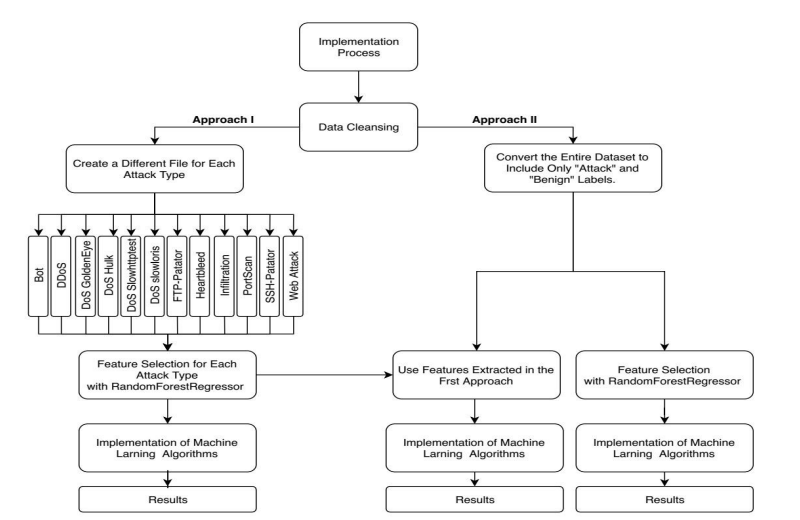 Implementation
Process
Approach I
Data Cleansing
Approach II
Create a Different File for Each
Attack Type
Convert the Entire Dataset to
Include Only "Attack" and
"Benign" Labels.
Bot
DDoS
DoS GoldenEye
DoS Hulk
DoS Slowhttptest
DoS slowloris
FTP-Patator
Heartbleed
Infiltration
PortScan
SSH-Patator
Web Attack
Feature Selection for Each
Attack Type
with RandomForestRegressor
Use Features Extracted in the
Frst Approach
Feature Selection
with RandomForestRegressor
Implementation of Machine
Larning Algorithms
Implementation of Machine
Larning Algorithms
Implementation of Machine
Larning Algorithms
Results
Results
Results